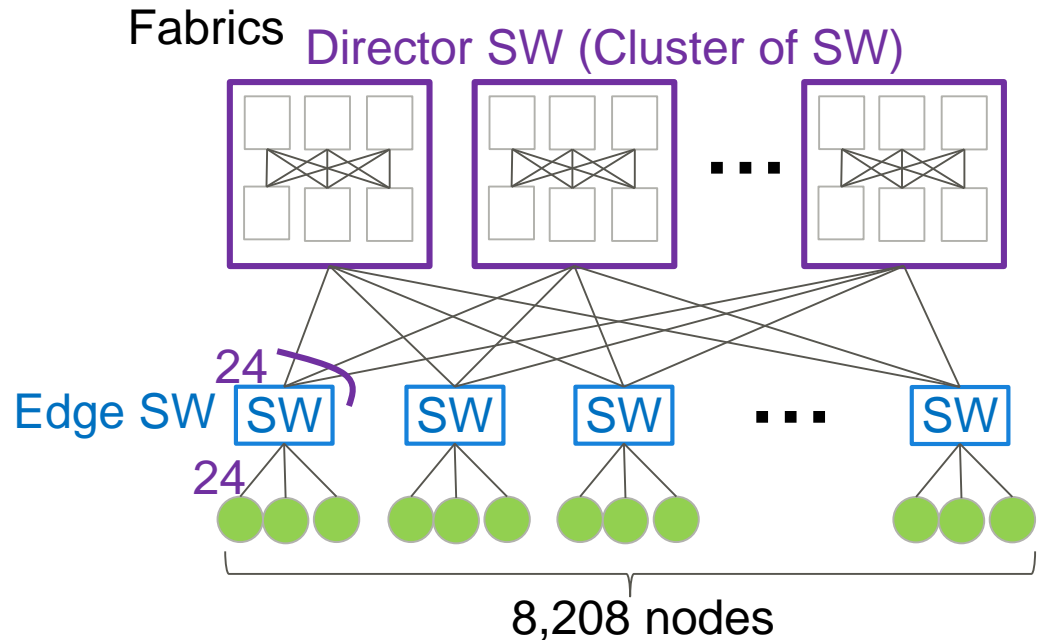 Fabrics
Director SW (Cluster of SW)
...
24
Edge SW
SW
SW
SW
...
SW
24
8,208 nodes